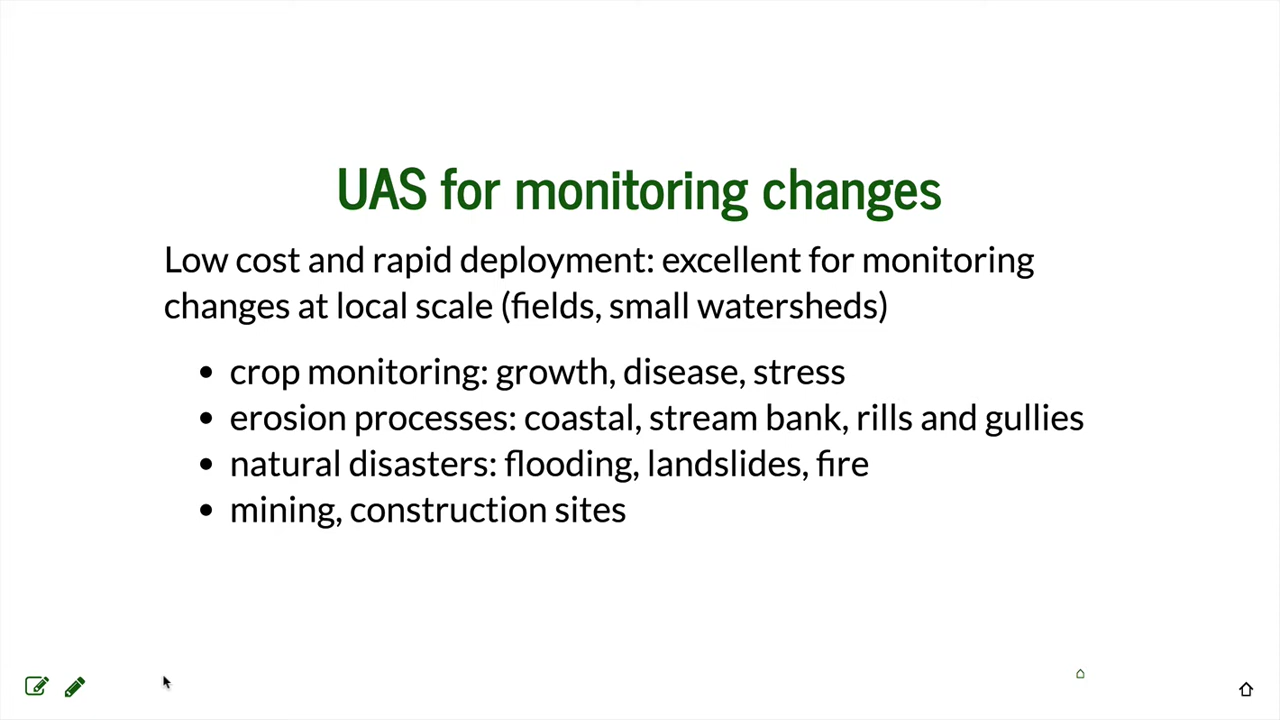 UAS for monitoring changes
Low cost and rapid deployment: excellent for monitoring
changes at local scale (fields, small watersheds)
• crop monitoring: growth, disease, stress
• erosion processes: coastal, stream bank, rills and gullies
• natural disasters: flooding, landslides, fire
• mining, construction sites